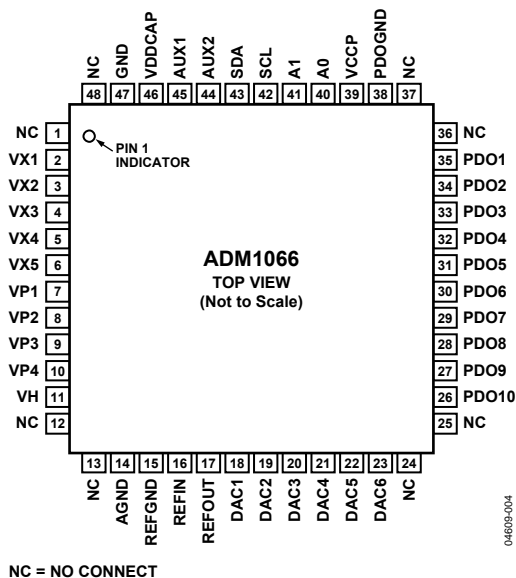 NC
GND
VDDCAP
AUX1
AUX2
SDA
SCL
A1
A0
VCCP
PDOGND
NC
48 47 46 45 44 43 42 41 40 39 38 37
NC 1
VX1 2
VX2 3
VX3 4
VX4 5
VX5 6
VP1 7
VP2 8
VP3 9
VP4 10
VH 11
NC 12
PIN 1
INDICATOR
ADM1066
TOP VIEW
(Not to Scale)
36 NC
35 PDO1
34 PDO2
33 PDO3
32 PDO4
31 PDO5
30 PDO6
29 PDO7
28 PDO8
27 PDO9
26 PDO10
25 NC
13 14 15 16 17 18 19 20 21 22 23 24
NC
AGND
REFGND
REFIN
REFOUT
DAC1
DAC2
DAC3
DAC4
DAC5
DAC6
NC
04609-004
NC = NO CONNECT